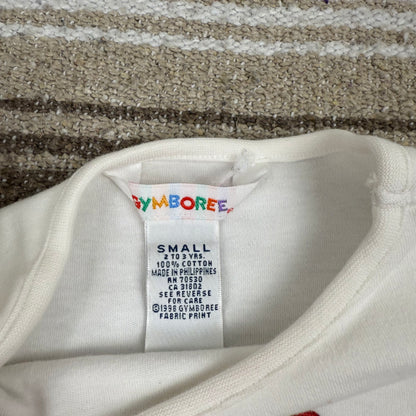 GYMBOREE
SMALL
2 TO 3 YRS.
100% COTTON
MADE IN PHILIPPINES
RN 70530
CA 31802
SEE REVERSE
FOR CARE
©1998 GYMBOREE
FABRIC PRINT